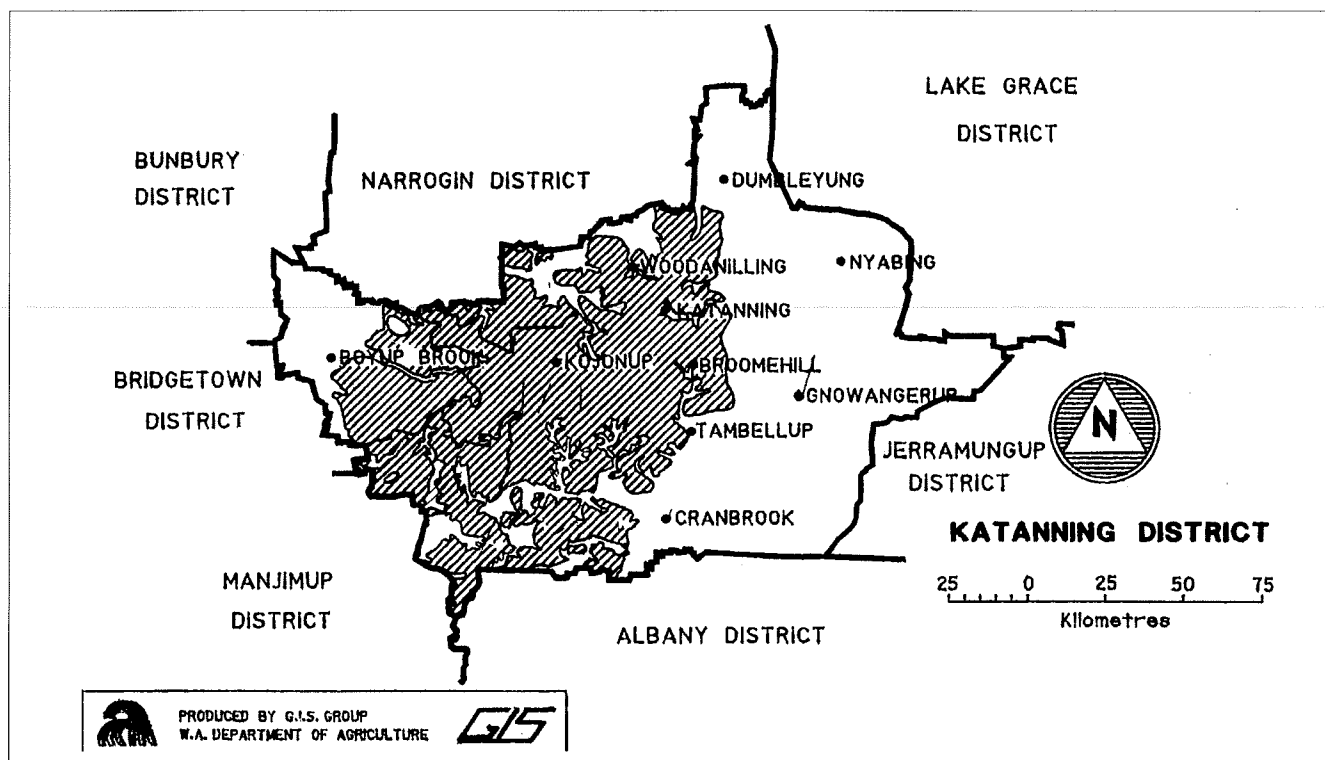 LAKE GRACE
DISTRICT
BUNBURY
DISTRICT
NARROGIN DISTRICT
DUMBLEYUNG
WOODANILLING
NYABING
KATANNING
BOYUP BROOK
KOJONUP
BROOMEHILL
BRIDGETOWN
DISTRICT
GNOWANGERUP
TAMBELLUP
JERRAMUNGUP
DISTRICT
N
CRANBROOK
KATANNING DISTRICT
MANJIMUP
DISTRICT
25 0 25 50 75
Kilometres
ALBANY DISTRICT
PRODUCED BY G.I.S. GROUP
W.A. DEPARTMENT OF AGRICULTURE
GIS